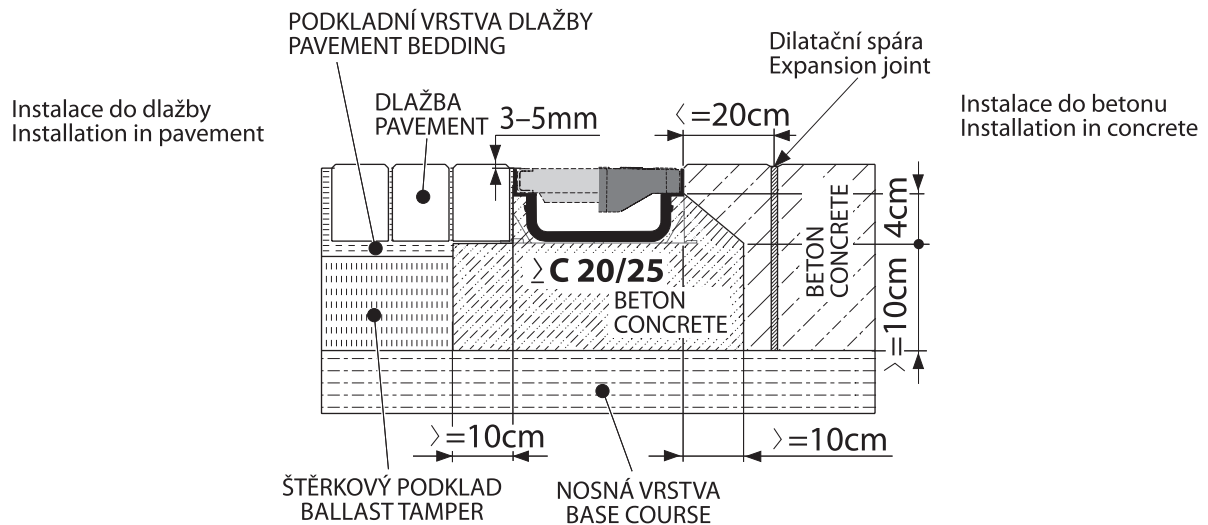 PODKLADNÍ VRSTVA DLAŽBY
PAVEMENT BEDDING
Dilatační spára
Expansion joint
Instalace do dlažby
Installation in pavement
DLAŽBA
PAVEMENT
3–5mm
〈=20cm
Instalace do betonu
Installation in concrete
4cm
BETON
CONCRETE
≥C 20/25
BETON
CONCRETE
〉=10cm
〉=10cm
〉=10cm
ŠTĚRKOVÝ PODKLAD
BALLAST TAMPER
NOSNÁ VRSTVA
BASE COURSE